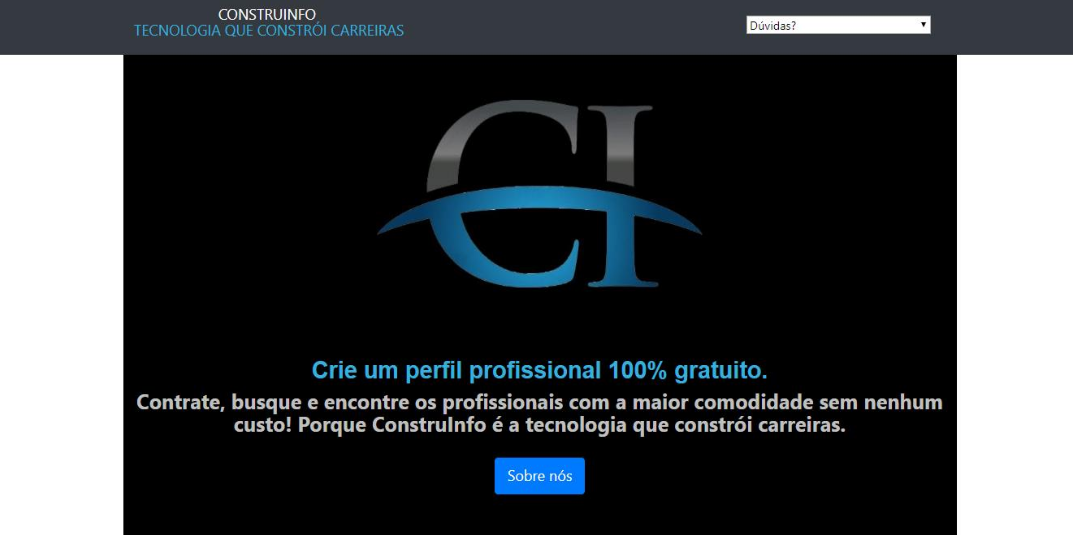 CONSTRUINFO
TECNOLOGIA QUE CONSTRÓI CARREIRAS
Dúvidas?
CI
Crie um perfil profissional 100% gratuito.
Contrate, busque e encontre os profissionais com a maior comodidade sem nenhum
custo! Porque ConstruInfo é a tecnologia que constrói carreiras.
Sobre nós